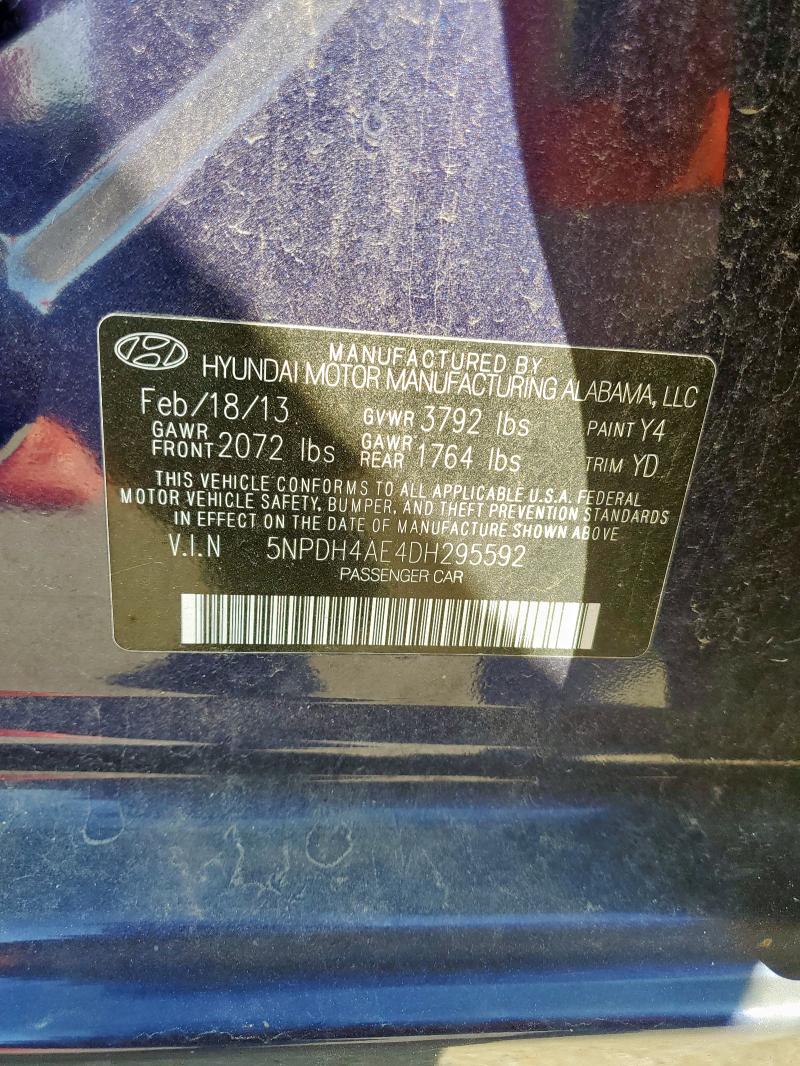 MANUFACTURED BY
HYUNDAI MOTOR MANUFACTURING ALABAMA, LLC
Feb/18/13 GVWR 3792 lbs PAINT Y4
GAWR FRONT 2072 lbs GAWR REAR 1764 lbs TRIM YD
THIS VEHICLE CONFORMS TO ALL APPLICABLE U.S.A. FEDERAL
MOTOR VEHICLE SAFETY, BUMPER, AND THEFT PREVENTION STANDARDS
IN EFFECT ON THE DATE OF MANUFACTURE SHOWN ABOVE
V.I.N 5NPDH4AE4DH295592
PASSENGER CAR